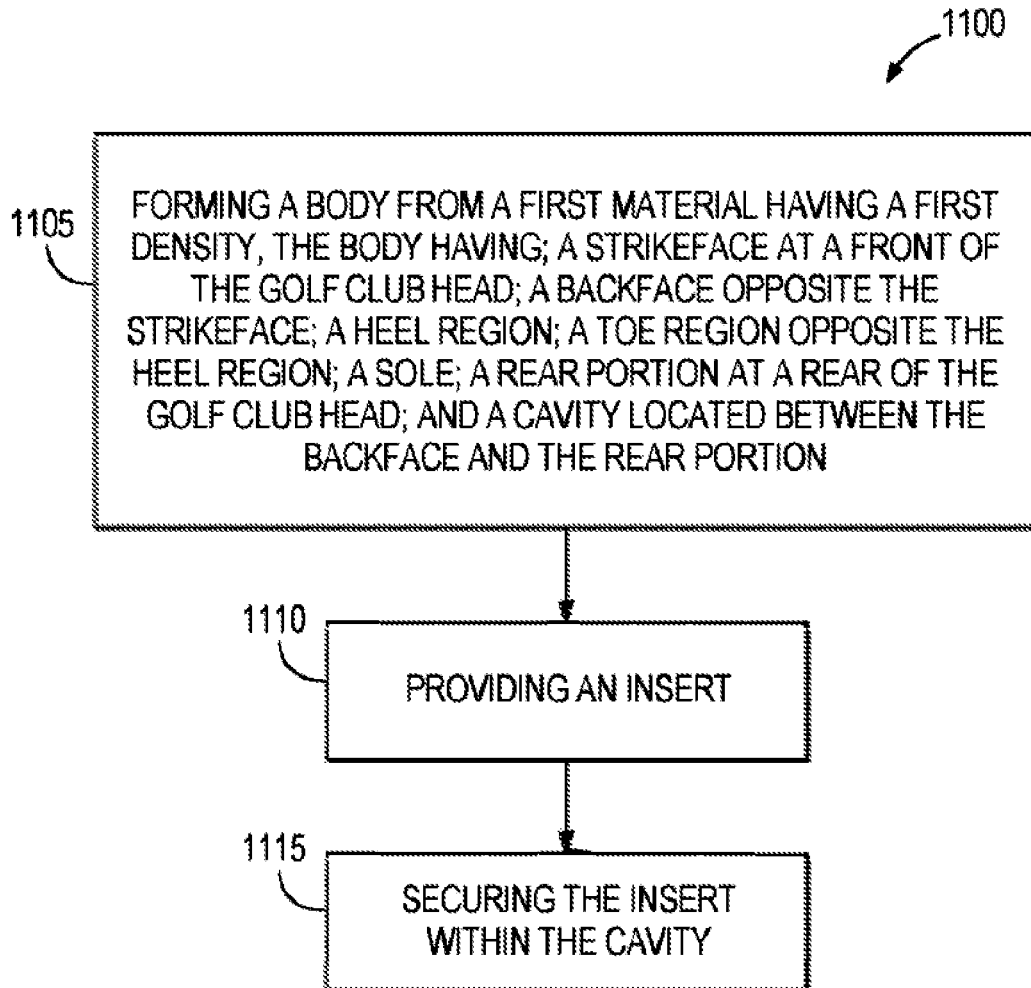 1100
1105
FORMING A BODY FROM A FIRST MATERIAL HAVING A FIRST
DENSITY, THE BODY HAVING; A STRIKEFACE AT A FRONT OF
THE GOLF CLUB HEAD; A BACKFACE OPPOSITE THE
STRIKEFACE; A HEEL REGION; A TOE REGION OPPOSITE THE
HEEL REGION; A SOLE; A REAR PORTION AT A REAR OF THE
GOLF CLUB HEAD; AND A CAVITY LOCATED BETWEEN THE
BACKFACE AND THE REAR PORTION
1110
PROVIDING AN INSERT
1115
SECURING THE INSERT
WITHIN THE CAVITY